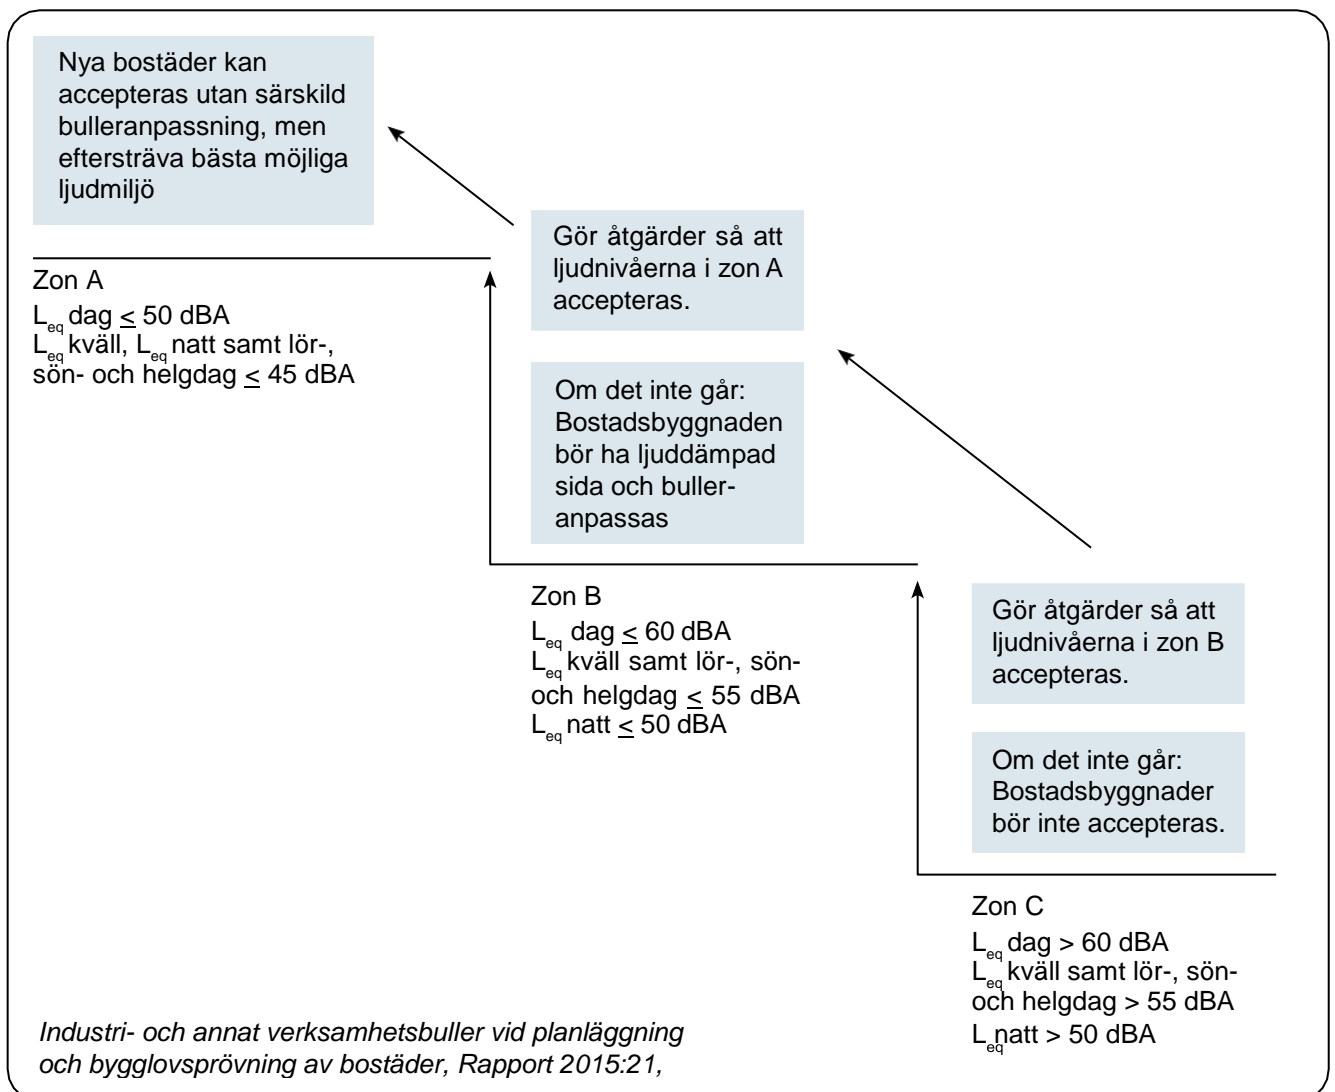 Nya bostäder kan
accepteras utan särskild
bulleranpassning, men
eftersträva bästa möjliga
ljudmiljö
Zon A
Leq dag ≤ 50 dBA
Leq kväll, Leq natt samt lör-,
sön- och helgdag ≤ 45 dBA
Gör åtgärder så att
ljudnivåerna i zon A
accepteras.
Om det inte går:
Bostadsbyggnaden
bör ha ljuddämpad
sida och buller-
anpassas
Zon B
Leq dag ≤ 60 dBA
Leq kväll samt lör-, sön-
och helgdag ≤ 55 dBA
Leq natt ≤ 50 dBA
Gör åtgärder så att
ljudnivåerna i zon B
accepteras.
Om det inte går:
Bostadsbyggnader
bör inte accepteras.
Zon C
Leq dag > 60 dBA
Leq kväll samt lör-, sön-
och helgdag > 55 dBA
Leq natt > 50 dBA
Industri- och annat verksamhetsbuller vid planläggning
och bygglovsprövning av bostäder, Rapport 2015:21,